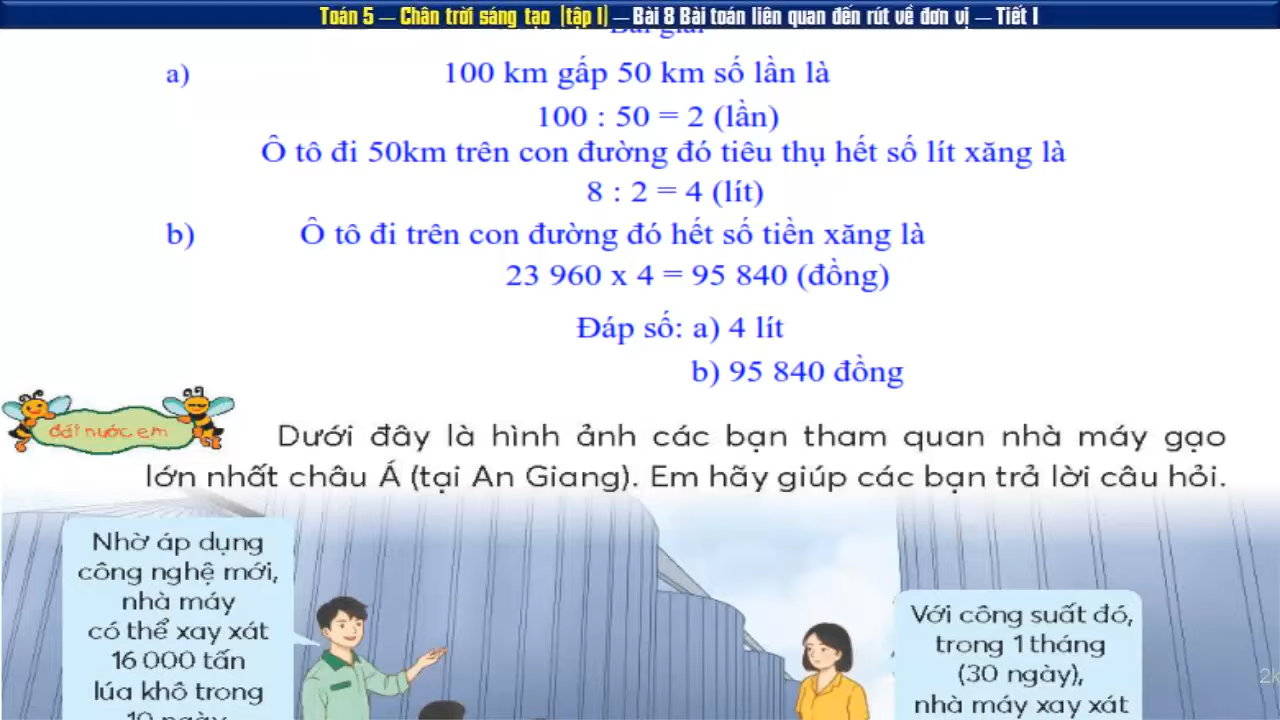 Toán 5 – Chân trời sáng tạo (tập 1) – Bài 8 Bài toán liên quan đến rút về đơn vị – Tiết 1
Bài giải
a) 100 km gấp 50 km số lần là
100 : 50 = 2 (lần)
Ô tô đi 50km trên con đường đó tiêu thụ hết số lít xăng là
8 : 2 = 4 (lít)
b) Ô tô đi trên con đường đó hết số tiền xăng là
23 960 x 4 = 95 840 (đồng)
Đáp số: a) 4 lít
b) 95 840 đồng
đất nước em
Dưới đây là hình ảnh các bạn tham quan nhà máy gạo
lớn nhất châu Á (tại An Giang). Em hãy giúp các bạn trả lời câu hỏi.
Nhờ áp dụng
công nghệ mới,
nhà máy
có thể xay xát
16 000 tấn
lúa khô trong
10 ngày
Với công suất đó,
trong 1 tháng
(30 ngày),
nhà máy xay xát